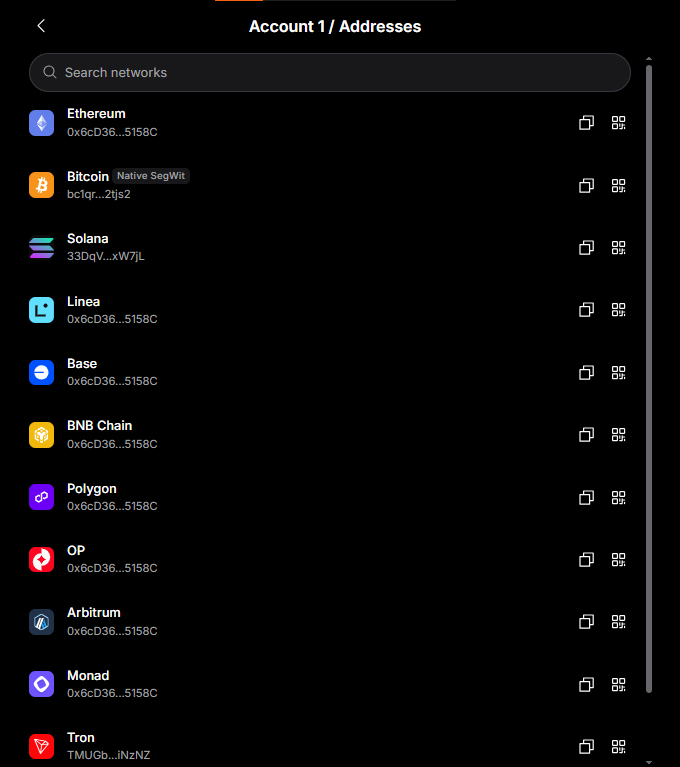 Account 1 / Addresses
Search networks
Ethereum
0x6cD36...5158C
Bitcoin Native SegWit
bc1qr...2tjs2
Solana
33DqV...xW7jL
Linea
0x6cD36...5158C
Base
0x6cD36...5158C
BNB Chain
0x6cD36...5158C
Polygon
0x6cD36...5158C
OP
0x6cD36...5158C
Arbitrum
0x6cD36...5158C
Monad
0x6cD36...5158C
Tron
TMUGb...iNzNZ